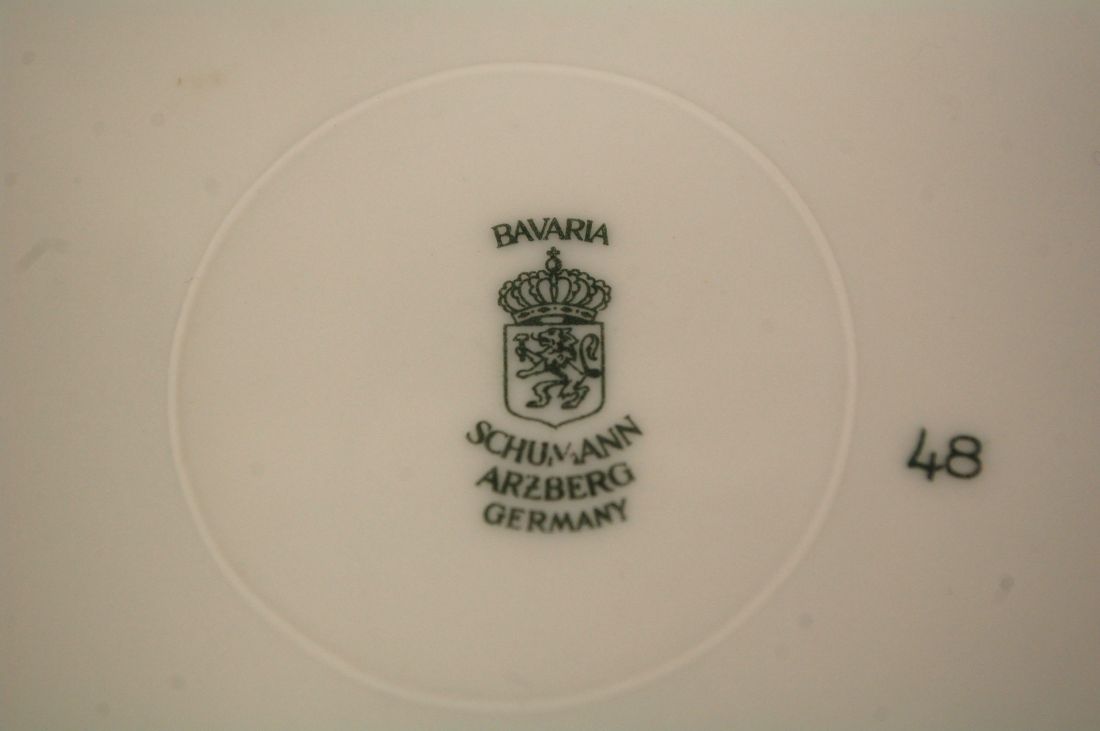 BAVARIA
SCHUMANN
ARZBERG
GERMANY
48